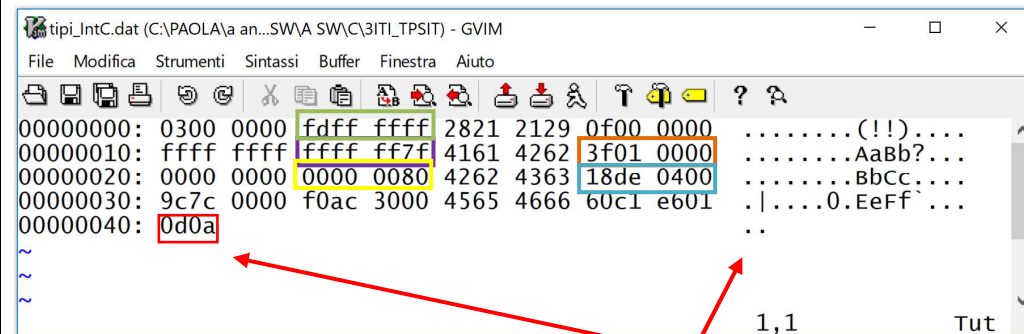 tipi_IntC.dat (C:\PAOLA\a an...SW\A SW\C\3ITI_TPSIT) - GVIM
File Modifica Strumenti Sintassi Buffer Finestra Aiuto
00000000: 0300 0000 fdff ffff 2821 2129 0f00 0000 ........(!!)....
00000010: ffff ffff ffff ff7f 4161 4262 3f01 0000 ........AaBb?...
00000020: 0000 0000 0000 0080 4262 4363 18de 0400 ........BbCc....
00000030: 9c7c 0000 f0ac 3000 4565 4666 60c1 e601 .|....0.EeFf`...
00000040: 0d0a ..
~
~
~
1,1 Tut